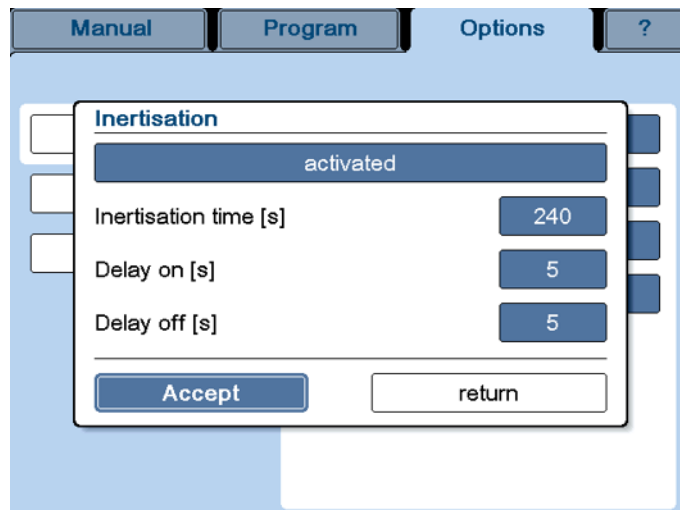 Manual Program Options ?
Inertisation
activated
Inertisation time [s] 240
Delay on [s] 5
Delay off [s] 5
Accept return